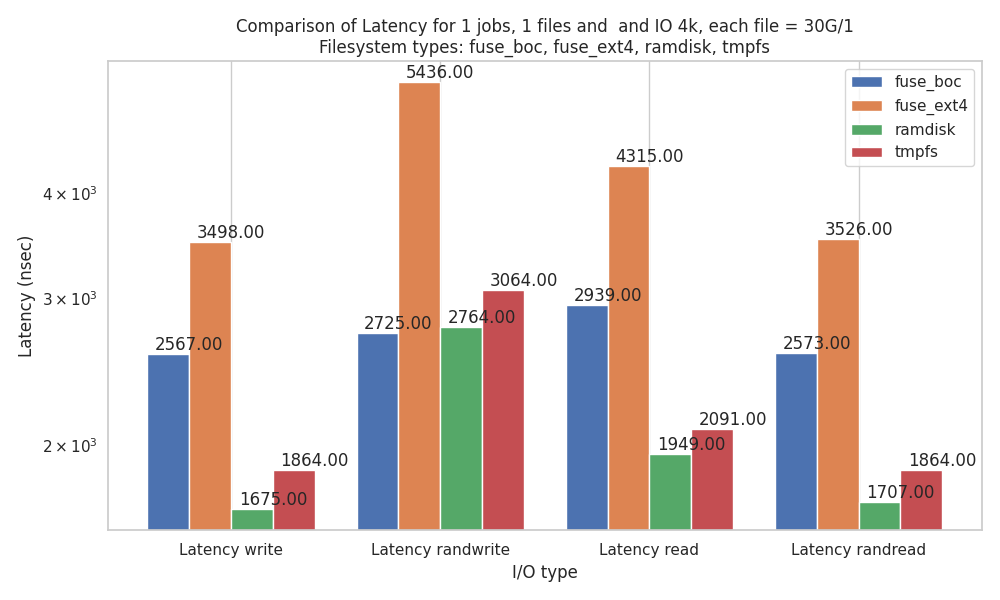 Comparison of Latency for 1 jobs, 1 files and  and IO 4k, each file = 30G/1
Filesystem types: fuse_boc, fuse_ext4, ramdisk, tmpfs
fuse_boc
fuse_ext4
ramdisk
tmpfs
Latency (nsec)
4 × 10³
3 × 10³
2 × 10³
2567.00
3498.00
1675.00
1864.00
2725.00
5436.00
2764.00
3064.00
2939.00
4315.00
1949.00
2091.00
2573.00
3526.00
1707.00
1864.00
Latency write
Latency randwrite
Latency read
Latency randread
I/O type